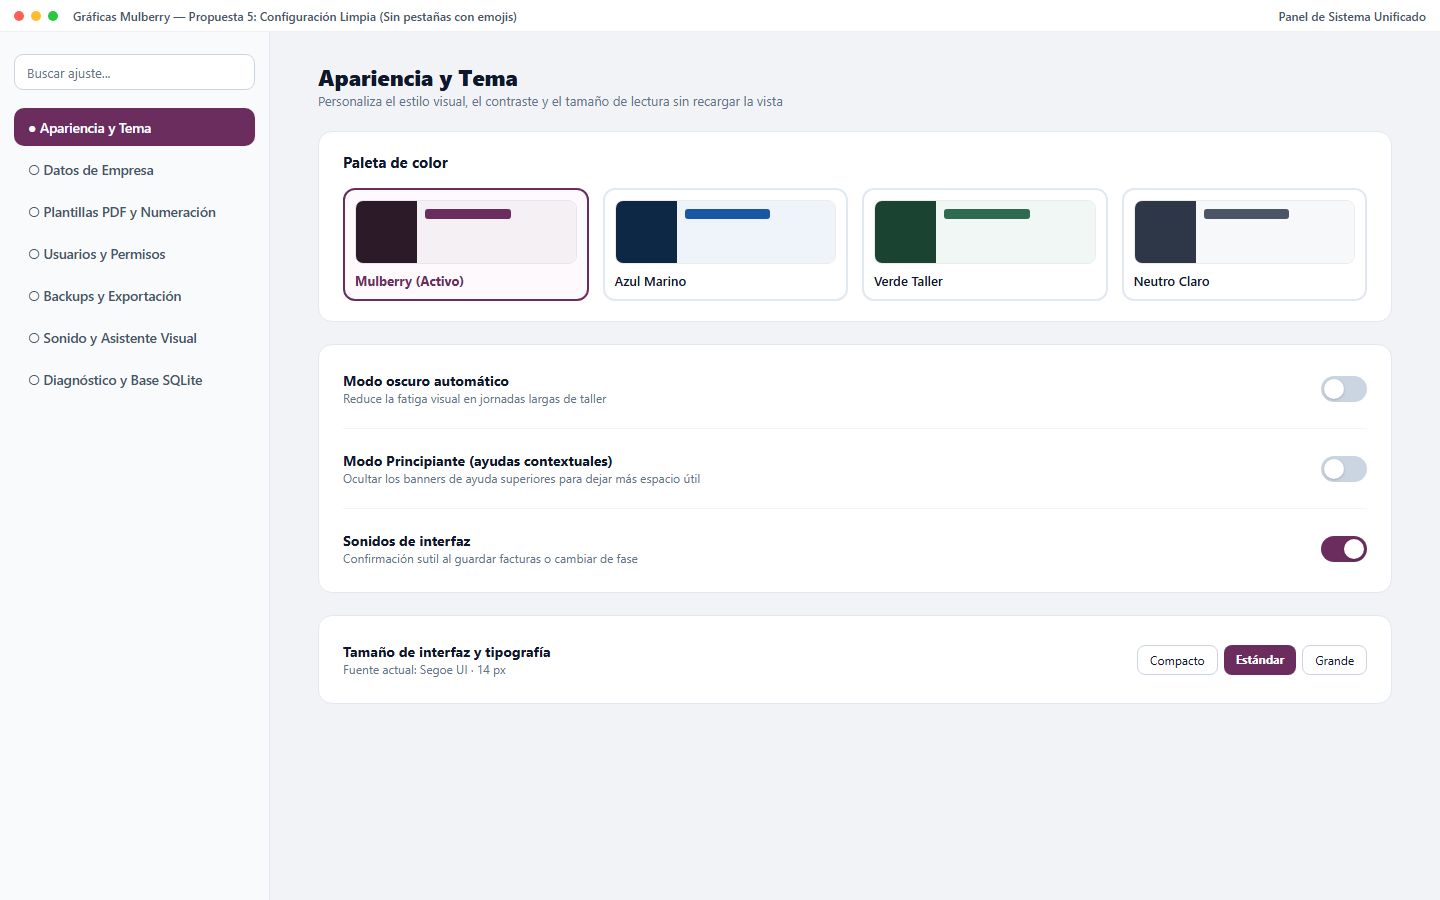 Gráficas Mulberry — Propuesta 5: Configuración Limpia (Sin pestañas con emojis)
Panel de Sistema Unificado
Buscar ajuste...
● Apariencia y Tema
○ Datos de Empresa
○ Plantillas PDF y Numeración
○ Usuarios y Permisos
○ Backups y Exportación
○ Sonido y Asistente Visual
○ Diagnóstico y Base SQLite
Apariencia y Tema
Personaliza el estilo visual, el contraste y el tamaño de lectura sin recargar la vista
Paleta de color
Mulberry (Activo)
Azul Marino
Verde Taller
Neutro Claro
Modo oscuro automático
Reduce la fatiga visual en jornadas largas de taller
Modo Principiante (ayudas contextuales)
Ocultar los banners de ayuda superiores para dejar más espacio útil
Sonidos de interfaz
Confirmación sutil al guardar facturas o cambiar de fase
Tamaño de interfaz y tipografía
Fuente actual: Segoe UI · 14 px
Compacto
Estándar
Grande